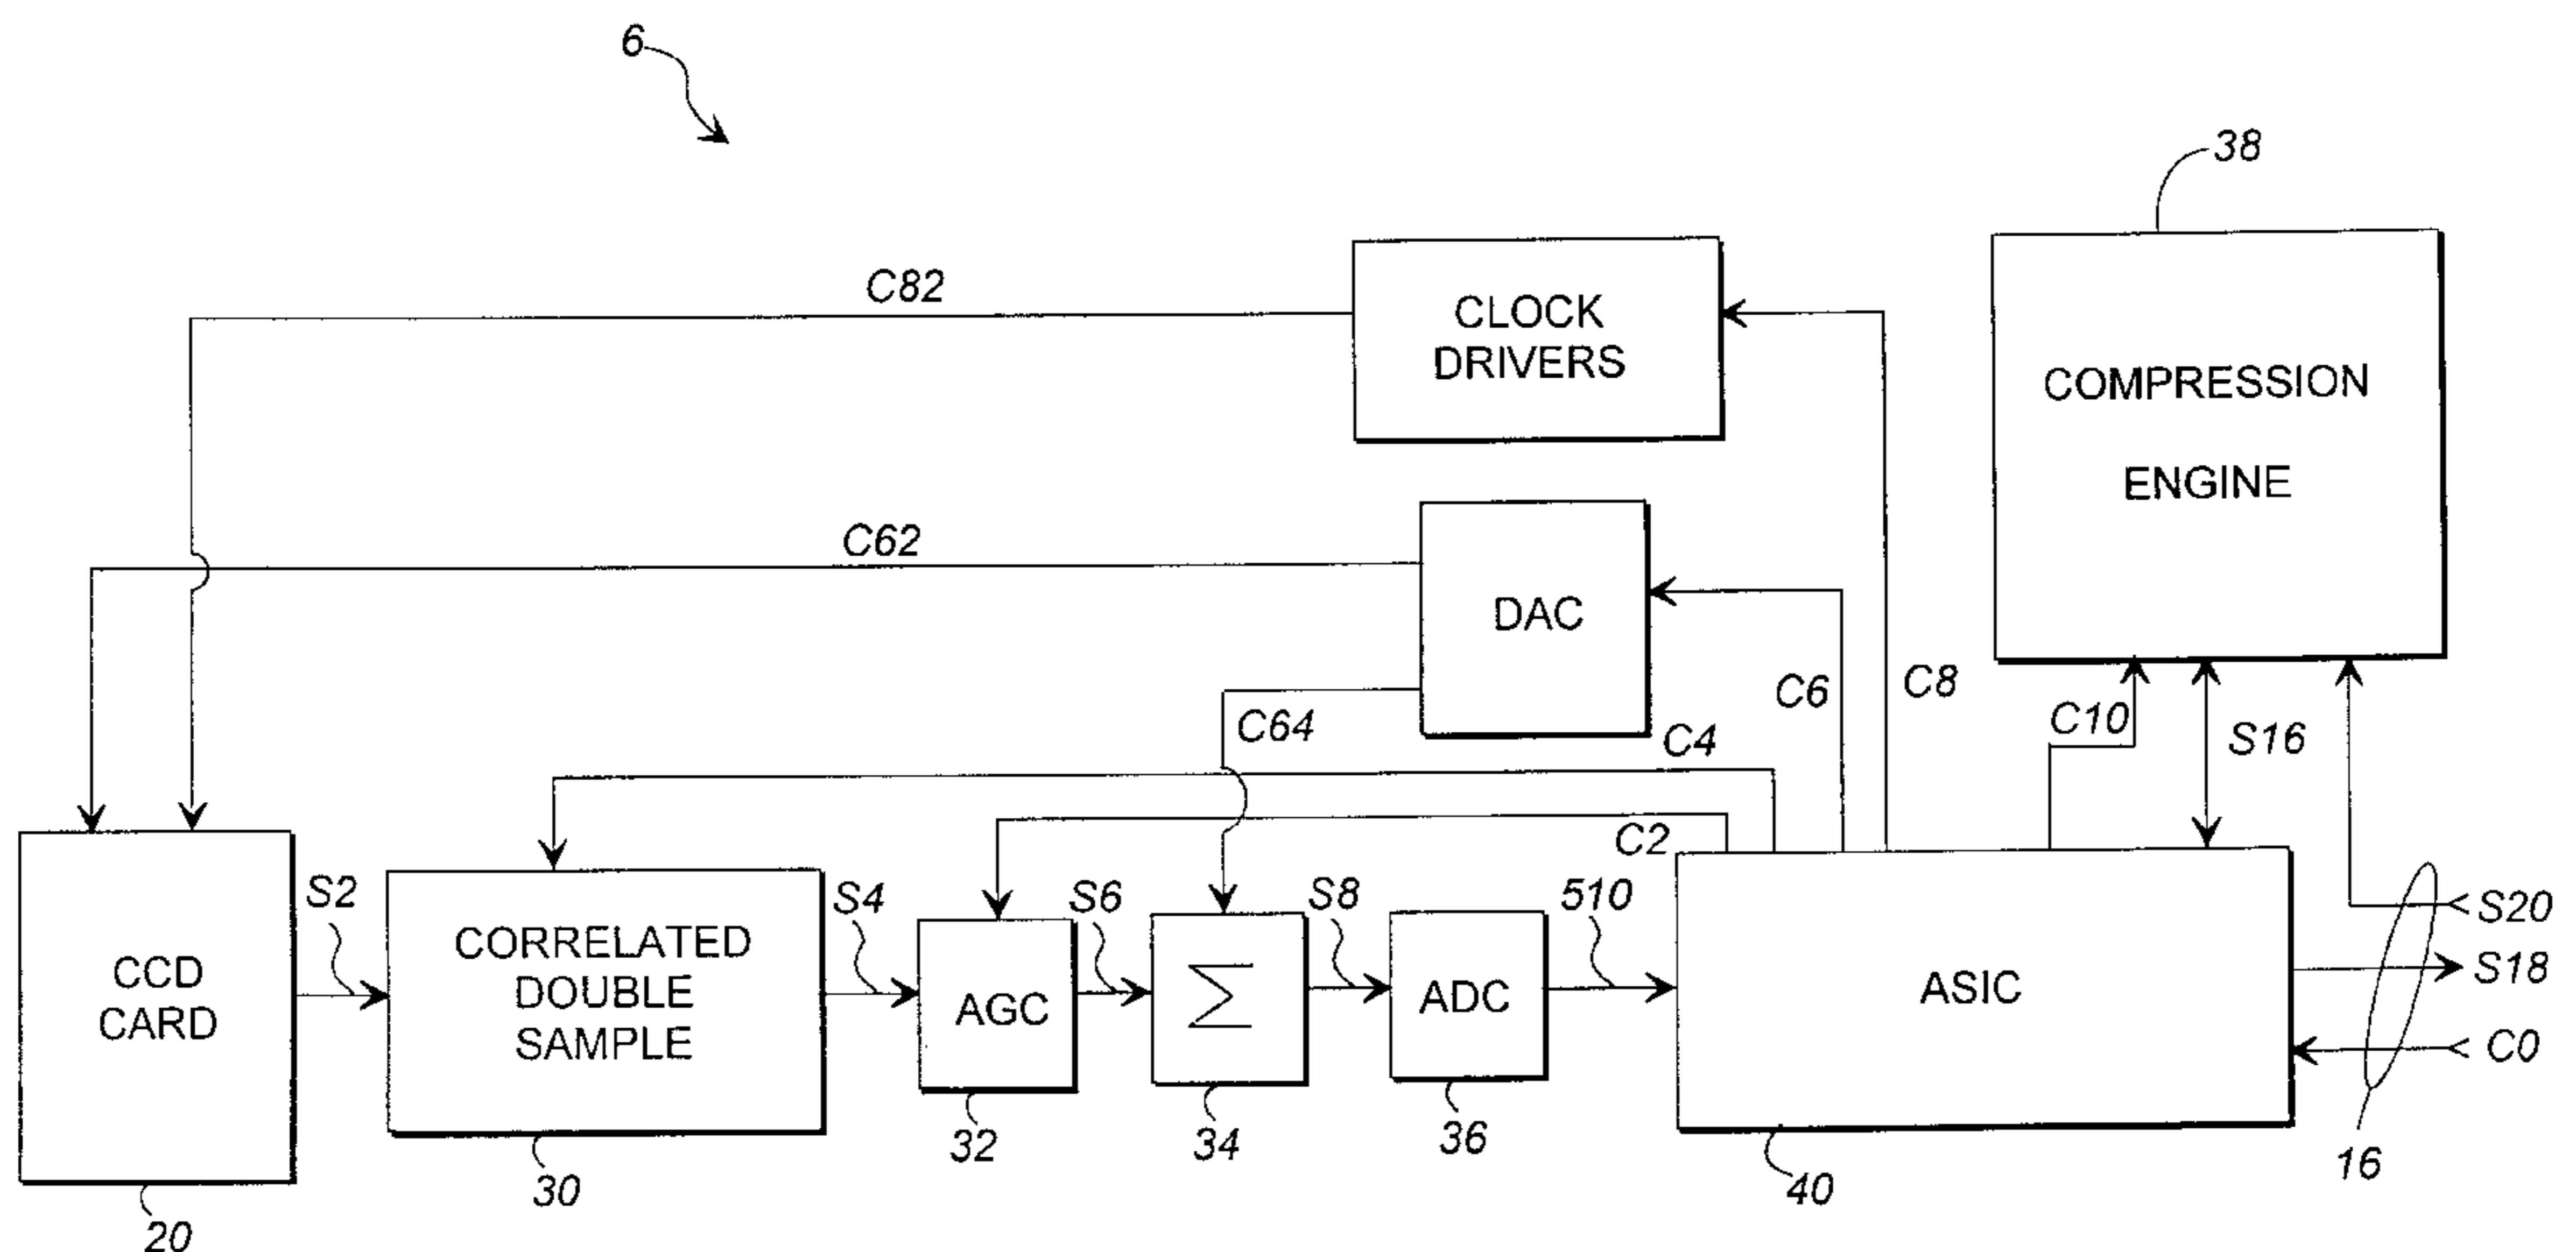 6
38
C82
CLOCK
DRIVERS
COMPRESSION
ENGINE
C62
DAC
C64
C4
C6
C8
C10
S16
C2
S2
CCD
CARD
CORRELATED
DOUBLE
SAMPLE
S4
AGC
S6
Σ
S8
ADC
510
ASIC
S20
S18
C0
20
30
32
34
36
40
16